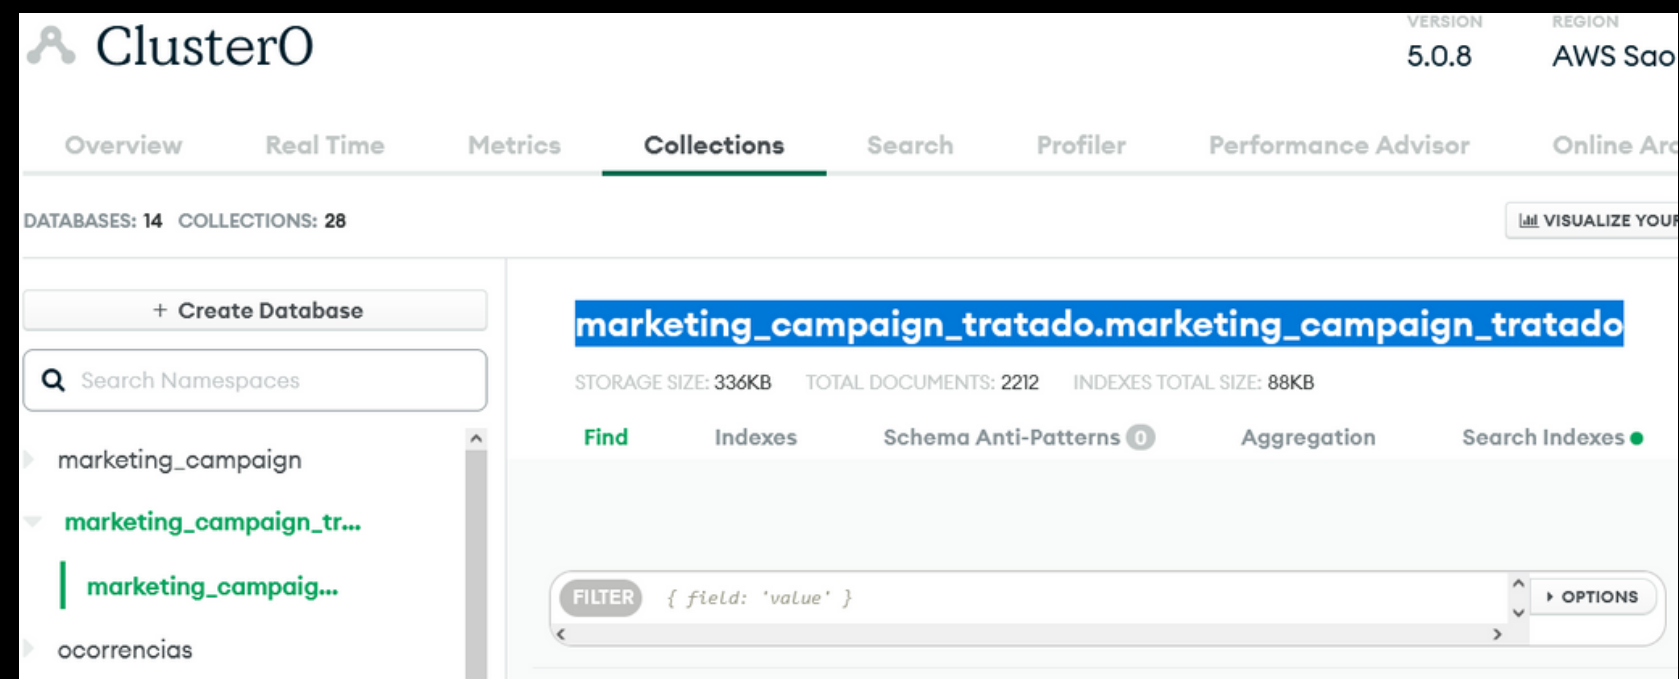 Cluster0
VERSION
5.0.8
REGION
AWS Sao
Overview Real Time Metrics Collections Search Profiler Performance Advisor Online Arc
DATABASES: 14 COLLECTIONS: 28
VISUALIZE YOUR
+ Create Database
Search Namespaces
marketing_campaign
marketing_campaign_tr...
marketing_campaig...
ocorrencias
marketing_campaign_tratado.marketing_campaign_tratado
STORAGE SIZE: 336KB TOTAL DOCUMENTS: 2212 INDEXES TOTAL SIZE: 88KB
Find Indexes Schema Anti-Patterns 0 Aggregation Search Indexes
FILTER { field: 'value' } OPTIONS